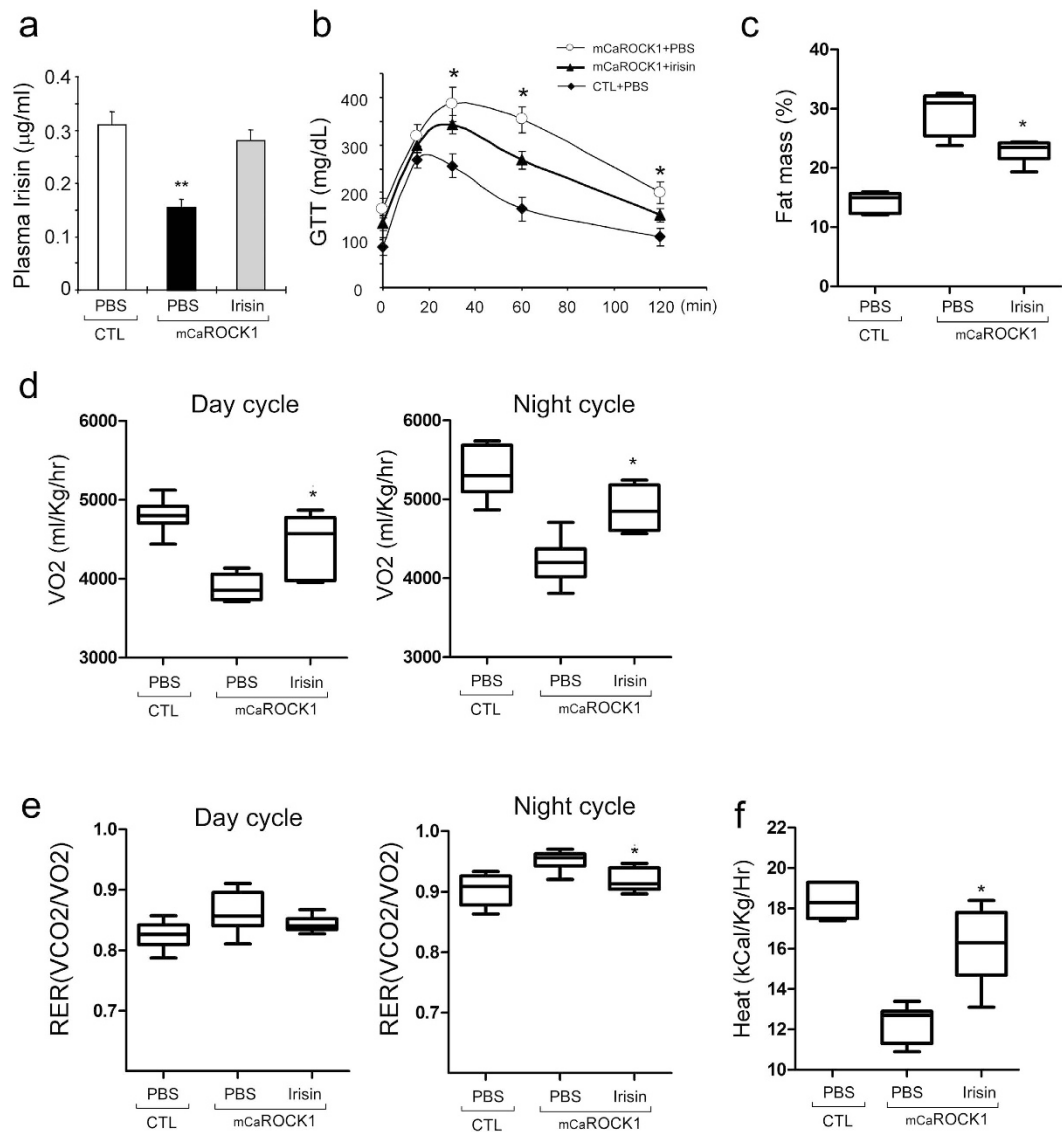 a
Plasma Irisin (µg/ml)
0.4
0.3
0.2
0.1
0
**
PBS PBS Irisin
CTL mCaROCK1
b
mCaROCK1+PBS
mCaROCK1+irisin
CTL+PBS
GTT (mg/dL)
400
300
200
100
0
* * *
0 20 40 60 80 100 120 (min)
c
Fat mass (%)
40
30
20
10
0
*
PBS PBS Irisin
CTL mCaROCK1
d
Day cycle
VO2 (ml/Kg/hr)
6000
5000
4000
3000
*
PBS PBS Irisin
CTL mCaROCK1
Night cycle
VO2 (ml/Kg/hr)
6000
5000
4000
3000
*
PBS PBS Irisin
CTL mCaROCK1
e
Day cycle
RER(VCO2/VO2)
1.0
0.9
0.8
0.7
PBS PBS Irisin
CTL mCaROCK1
Night cycle
RER(VCO2/VO2)
1.0
0.9
0.8
0.7
*
PBS PBS Irisin
CTL mCaROCK1
f
Heat (kCal/Kg/Hr)
22
20
18
16
14
12
10
*
PBS PBS Irisin
CTL mCaROCK1